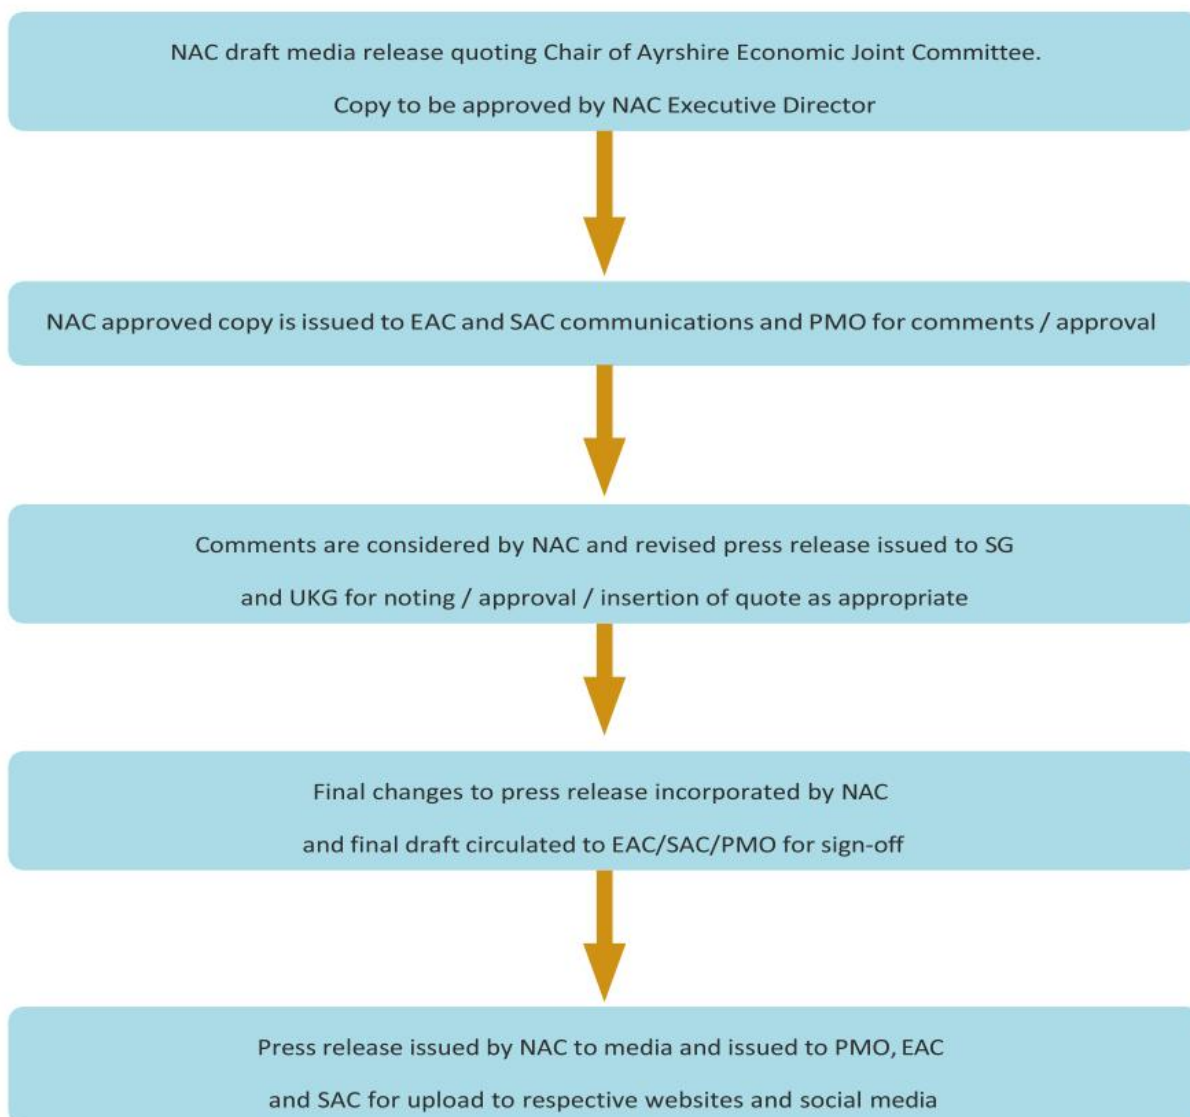 NAC draft media release quoting Chair of Ayrshire Economic Joint Committee.
Copy to be approved by NAC Executive Director
NAC approved copy is issued to EAC and SAC communications and PMO for comments / approval
Comments are considered by NAC and revised press release issued to SG
and UKG for noting / approval / insertion of quote as appropriate
Final changes to press release incorporated by NAC
and final draft circulated to EAC/SAC/PMO for sign-off
Press release issued by NAC to media and issued to PMO, EAC
and SAC for upload to respective websites and social media